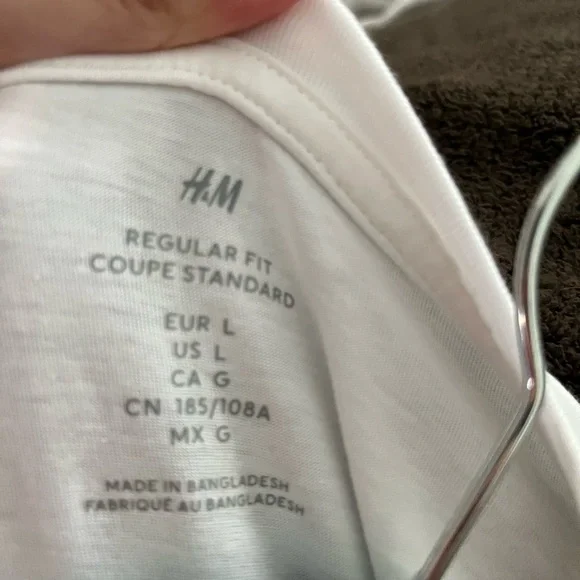 H&M
REGULAR FIT
COUPE STANDARD
EUR L
US L
CA G
CN 185/108A
MX G
MADE IN BANGLADESH
FABRIQUÉ AU BANGLADESH